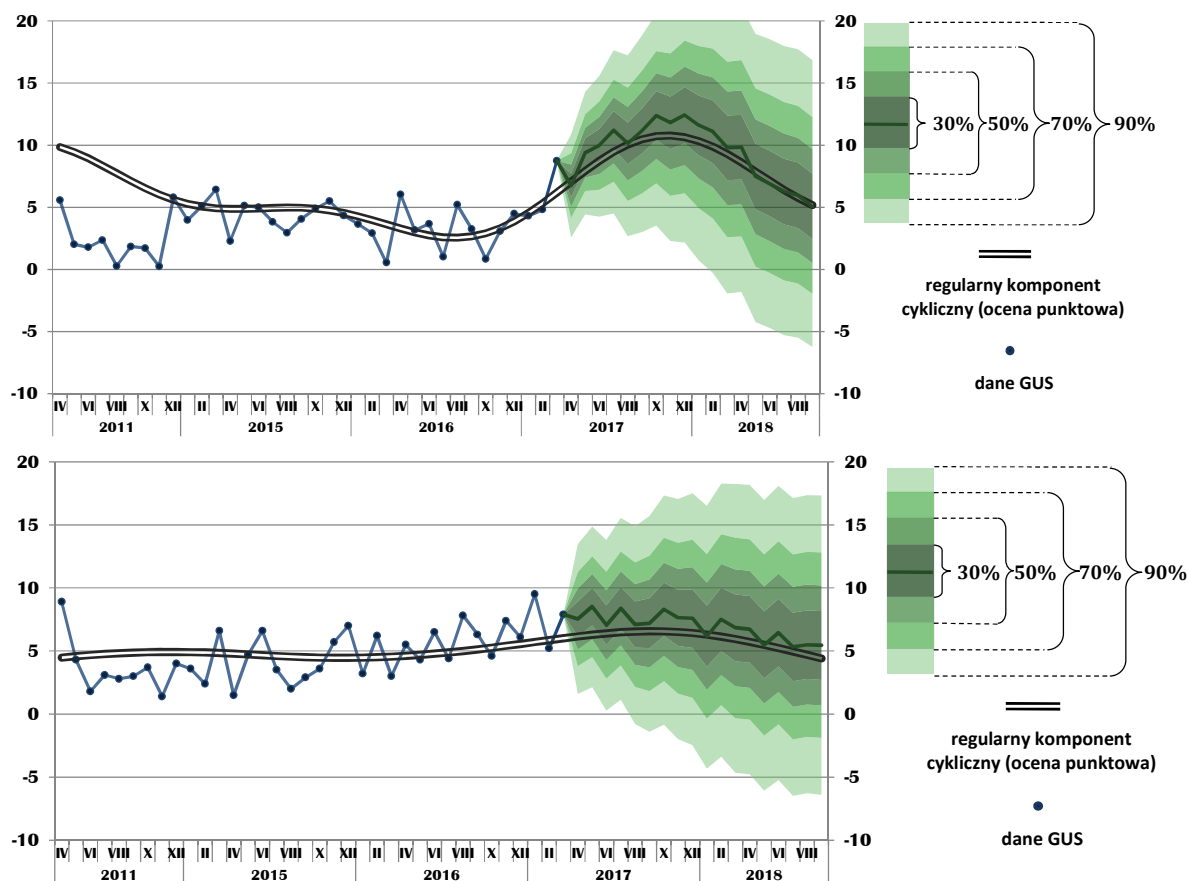 20
15
10
5
0
-5
-10
20
15
10
5
0
-5
-10
IV VI VIII X XII II IV VI VIII X XII II IV VI VIII X XII II IV VI VIII X XII II IV VI VIII
2011 2015 2016 2017 2018
30% 50% 70% 90%
regularny komponent
cykliczny (ocena punktowa)
dane GUS
20
15
10
5
0
-5
-10
20
15
10
5
0
-5
-10
IV VI VIII X XII II IV VI VIII X XII II IV VI VIII X XII II IV VI VIII X XII II IV VI VIII
2011 2015 2016 2017 2018
30% 50% 70% 90%
regularny komponent
cykliczny (ocena punktowa)
dane GUS